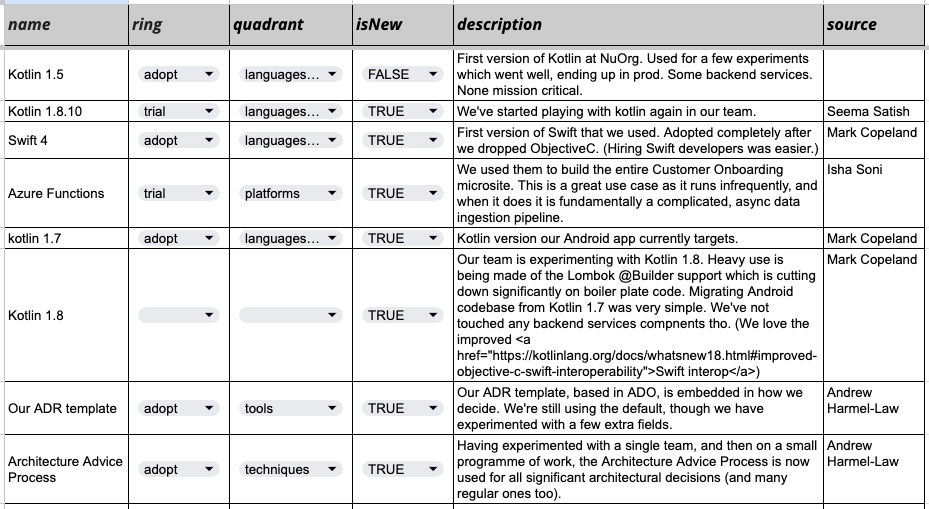 name ring quadrant isNew description source
Kotlin 1.5 adopt languages... FALSE First version of Kotlin at NuOrg. Used for a few experiments
which went well, ending up in prod. Some backend services.
None mission critical.
Kotlin 1.8.10 trial languages... TRUE We've started playing with kotlin again in our team. Seema Satish
Swift 4 adopt languages... TRUE First version of Swift that we used. Adopted completely after Mark Copeland
we dropped ObjectiveC. (Hiring Swift developers was easier.)
Azure Functions trial platforms TRUE We used them to build the entire Customer Onboarding Isha Soni
microsite. This is a great use case as it runs infrequently, and
when it does it is fundamentally a complicated, async data
ingestion pipeline.
kotlin 1.7 adopt languages... TRUE Kotlin version our Android app currently targets. Mark Copeland
Kotlin 1.8 TRUE Our team is experimenting with Kotlin 1.8. Heavy use is Mark Copeland
being made of the Lombok @Builder support which is cutting
down significantly on boiler plate code. Migrating Android
codebase from Kotlin 1.7 was very simple. We've not
touched any backend services compnents tho. (We love the
improved <a
href="https://kotlinlang.org/docs/whatsnew18.html#improved-
objective-c-swift-interoperability">Swift interop</a>)
Our ADR template adopt tools TRUE Our ADR template, based in ADO, is embedded in how we Andrew
decide. We're still using the default, though we have Harmel-Law
experimented with a few extra fields.
Architecture Advice Process adopt techniques TRUE Having experimented with a single team, and then on a small Andrew
programme of work, the Architecture Advice Process is now Harmel-Law
used for all significant architectural decisions (and many
regular ones too).